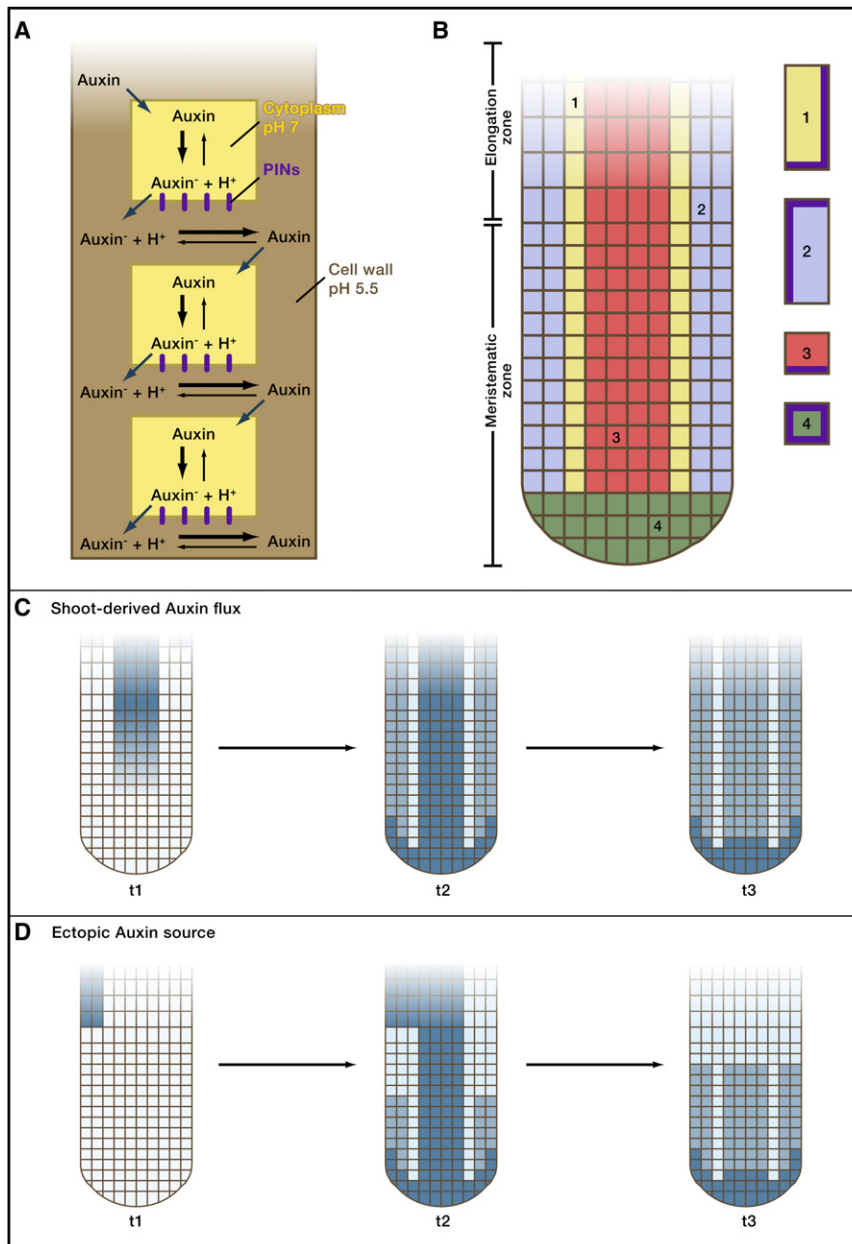 A
Auxin
Auxin
Cytoplasm
pH 7
Auxin⁻ + H⁺
PINs
Auxin⁻ + H⁺
Auxin
Cell wall
pH 5.5
Auxin
Auxin⁻ + H⁺
Auxin⁻ + H⁺
Auxin
Auxin
Auxin⁻ + H⁺
Auxin⁻ + H⁺
Auxin
B
Elongation
zone
Meristematic
zone
1
2
3
4
1
2
3
4
C Shoot-derived Auxin flux
t1
t2
t3
D Ectopic Auxin source
t1
t2
t3